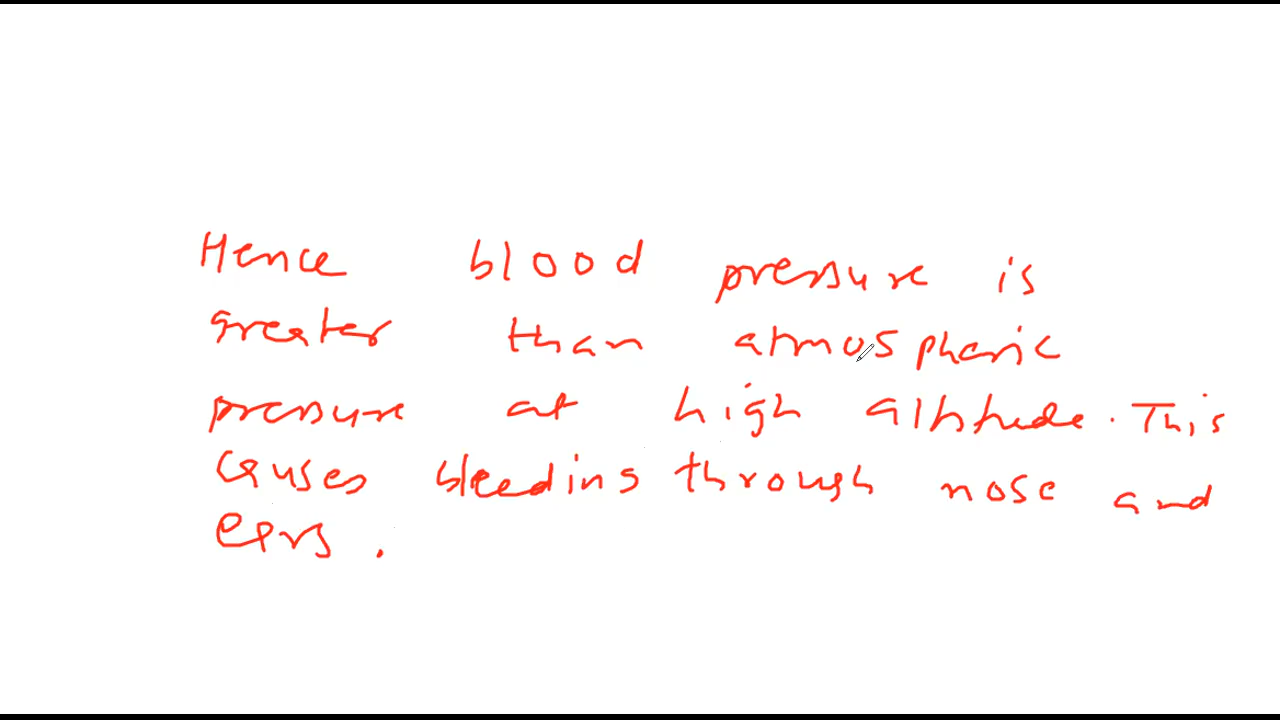 Hence blood pressure is
greater than atmospheric
pressure at high altitude. This
causes bleeding through nose and
ears.